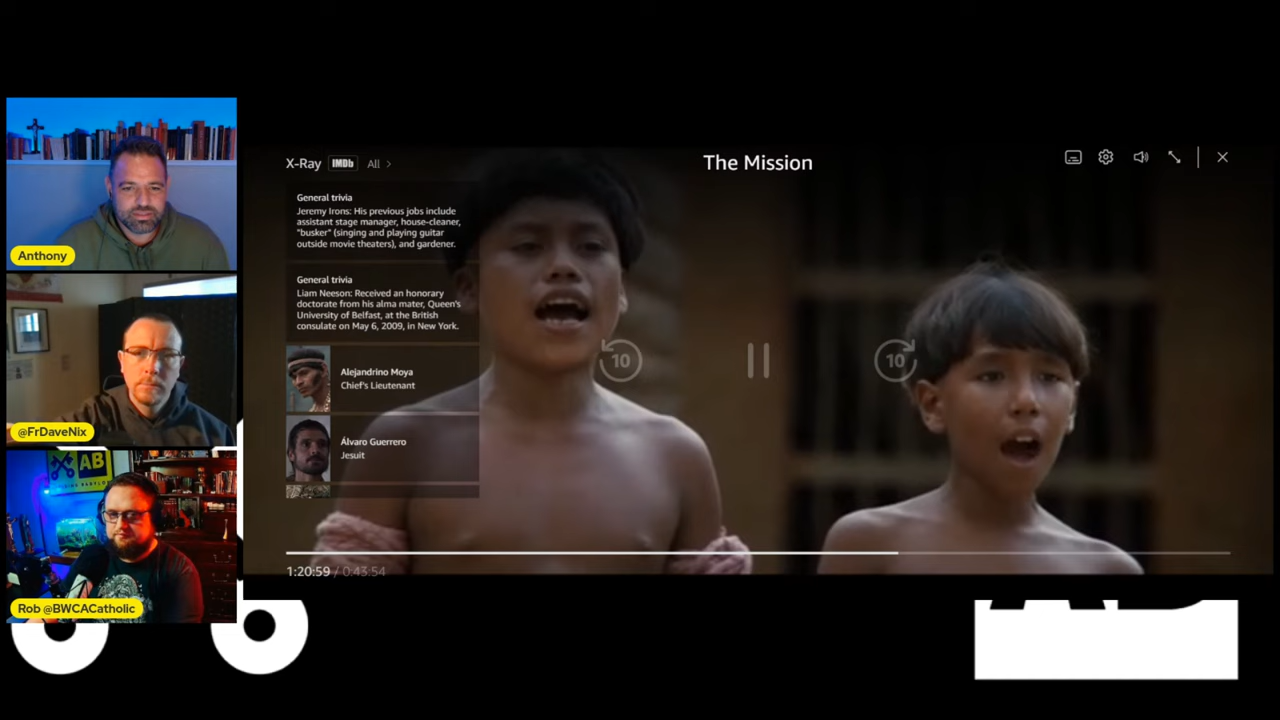 X-Ray IMDb All >
The Mission
General trivia
Jeremy Irons: His previous jobs include
assistant stage manager, house-cleaner,
"busker" (singing and playing guitar
outside movie theaters), and gardener.
General trivia
Liam Neeson: Received an honorary
doctorate from his alma mater, Queen's
University of Belfast, at the British
consulate on May 6, 2009, in New York.
Alejandrino Moya
Chief's Lieutenant
Álvaro Guerrero
Jesuit
10
10
1:20:59 / 0:43:54
Anthony
@FrDaveNix
AB
Rob @BWCACatholic